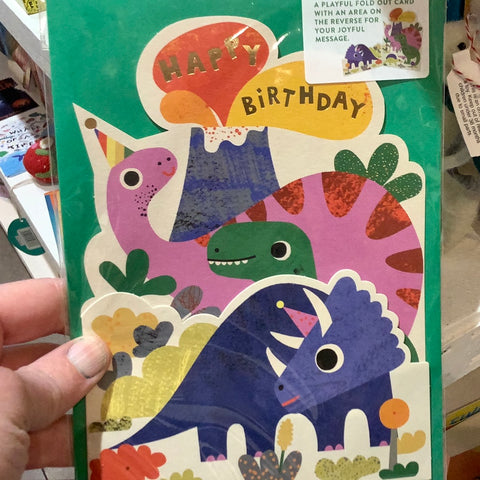 A PLAYFUL FOLD OUT CARD
WITH AN AREA ON
THE REVERSE FOR
YOUR JOYFUL
MESSAGE.
HAPPY
BiRTHDAY